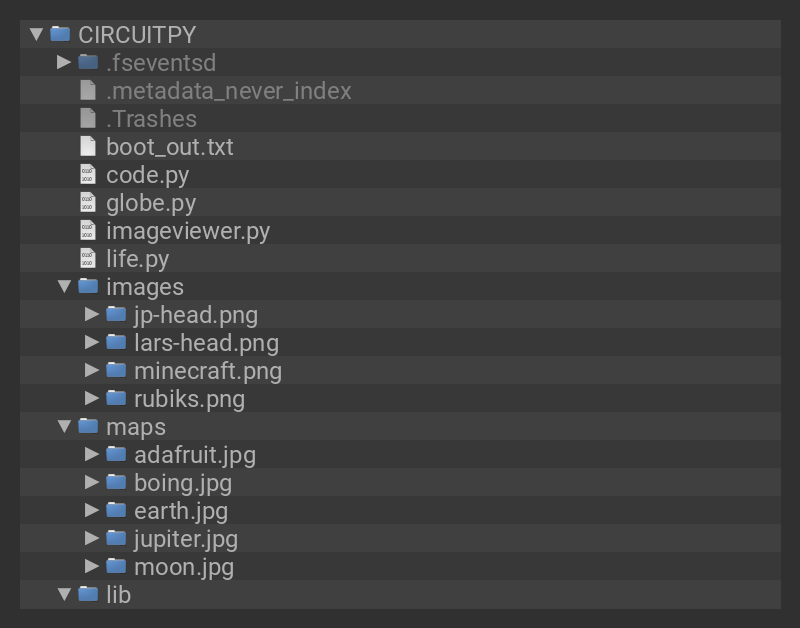 CIRCUITPY
.fseventsd
.metadata_never_index
.Trashes
boot_out.txt
code.py
globe.py
imageviewer.py
life.py
images
jp-head.png
lars-head.png
minecraft.png
rubiks.png
maps
adafruit.jpg
boing.jpg
earth.jpg
jupiter.jpg
moon.jpg
lib